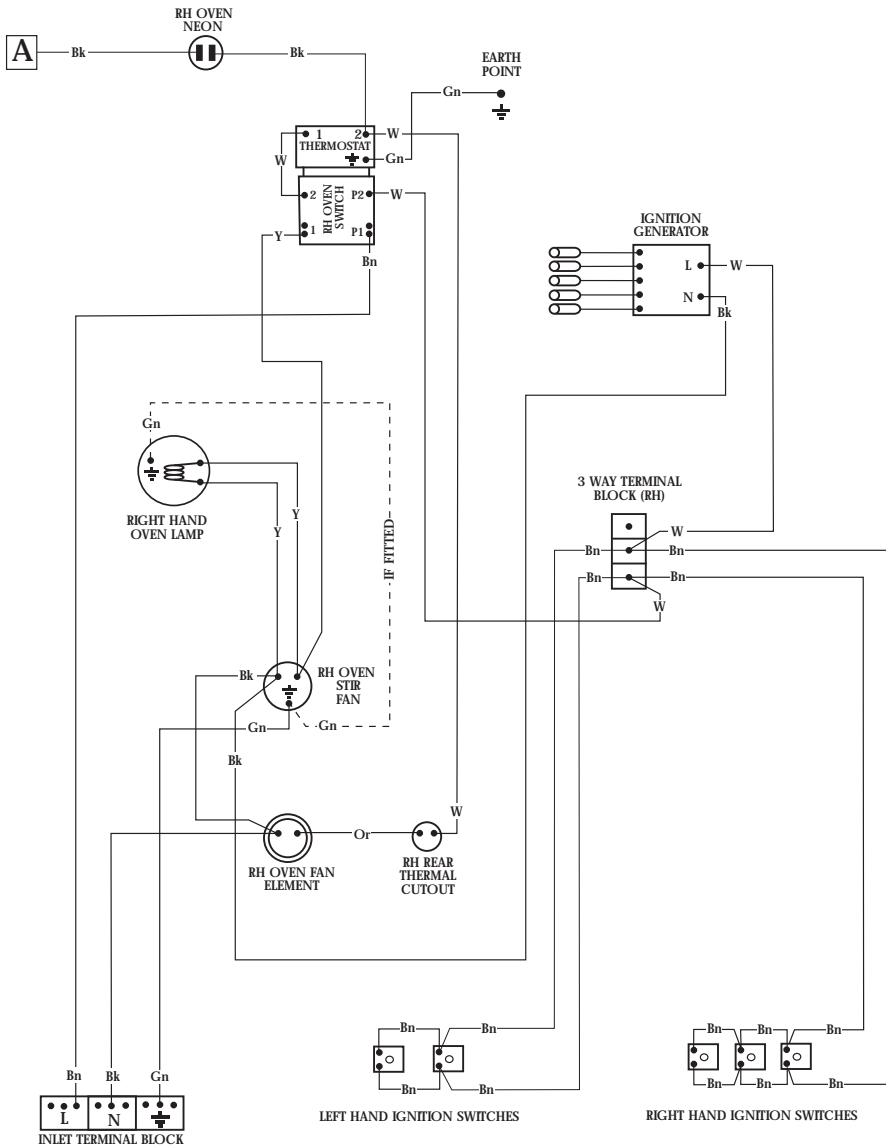 RH OVEN
NEON
A
Bk
Bk
EARTH
POINT
Gn
1
2
W
THERMOSTAT
W
Gn
2
P2
W
RH OVEN
SWITCH
1
P1
Y
Bn
IGNITION
GENERATOR
L
W
N
Bk
Gn
RIGHT HAND
OVEN LAMP
Y
Y
IF FITTED
3 WAY TERMINAL
BLOCK (RH)
W
Bn
Bn
Bn
Bn
W
Bk
RH OVEN
STIR
FAN
Gn
Gn
Bk
W
Or
RH OVEN FAN
ELEMENT
RH REAR
THERMAL
CUTOUT
Bn
Bn
Bn
Bn
Bn
Bn
Bn
Bn
Bn
Bn
Bn
Bk
Gn
L
N
INLET TERMINAL BLOCK
LEFT HAND IGNITION SWITCHES
RIGHT HAND IGNITION SWITCHES